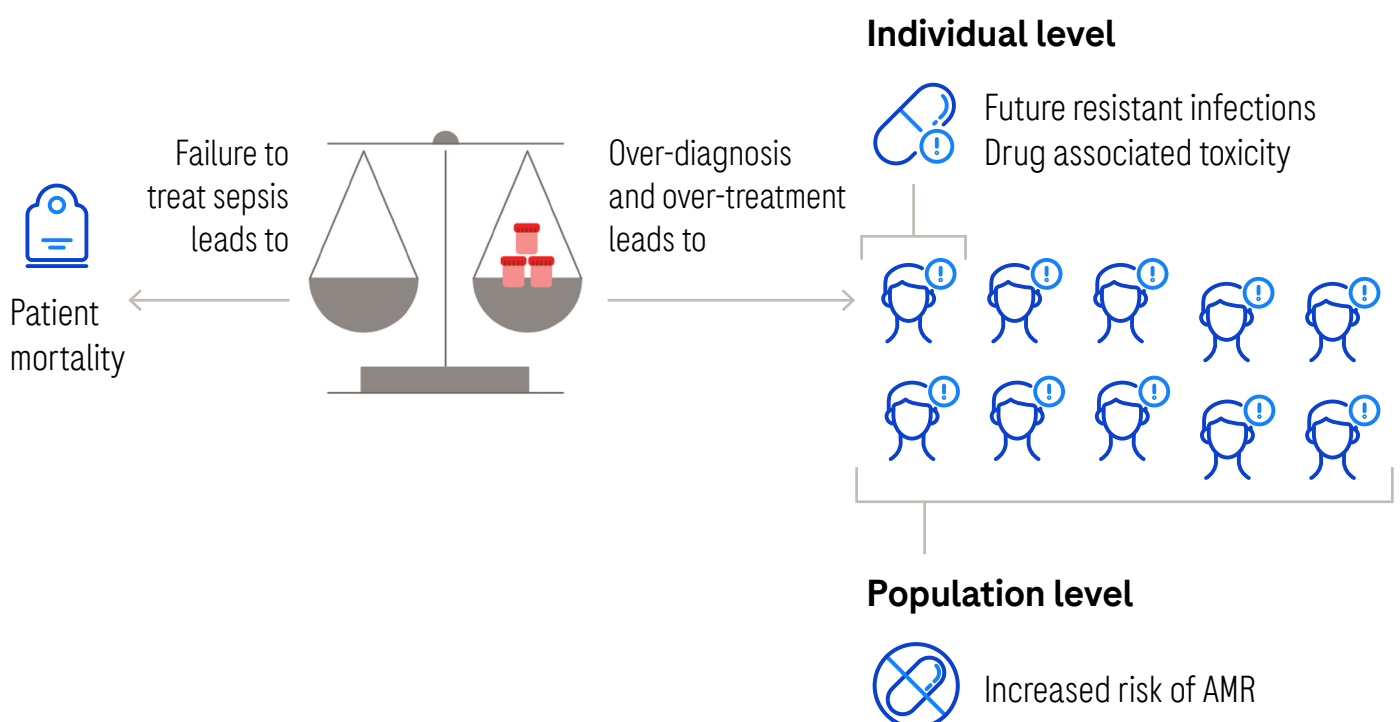 Individual level
Future resistant infections
Drug associated toxicity
Failure to
treat sepsis
leads to
Over-diagnosis
and over-treatment
leads to
Patient
mortality
Population level
Increased risk of AMR